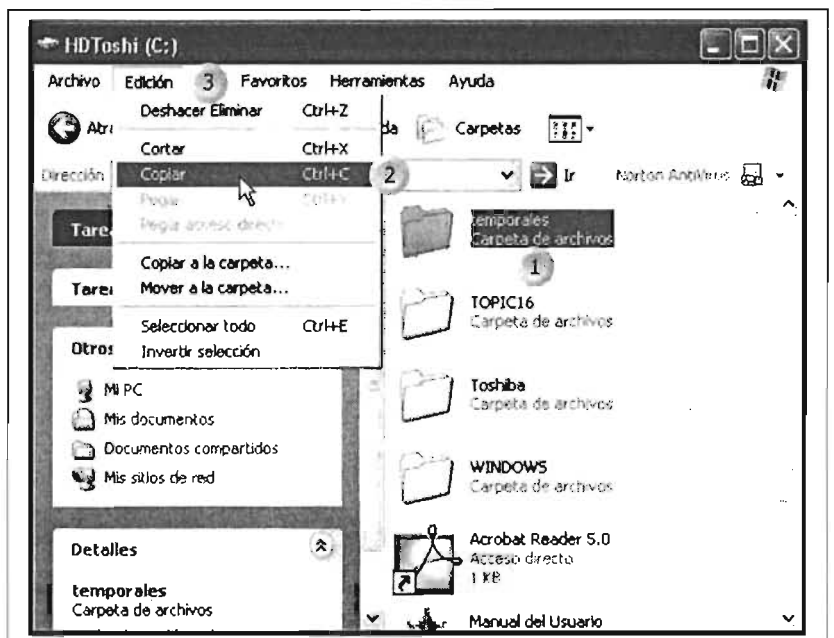 HDToshi (C:)
Archivo Edición 3 Favoritos Herramientas Ayuda
Deshacer Eliminar Ctrl+Z
Cortar Ctrl+X
Copiar Ctrl+C 2
Pegar
Pegar acceso directo
Copiar a la carpeta...
Mover a la carpeta...
Seleccionar todo Ctrl+E
Invertir selección
Carpetas
Dirección
Ir
Norton AntiVirus
Otros
Mi PC
Mis documentos
Documentos compartidos
Mis sitios de red
Detalles
temporales
Carpeta de archivos
temporales
Carpeta de archivos
1
TOPIC16
Carpeta de archivos
Toshiba
Carpeta de archivos
WINDOWS
Carpeta de archivos
Acrobat Reader 5.0
Acceso directo
1 KB
Manual del Usuario